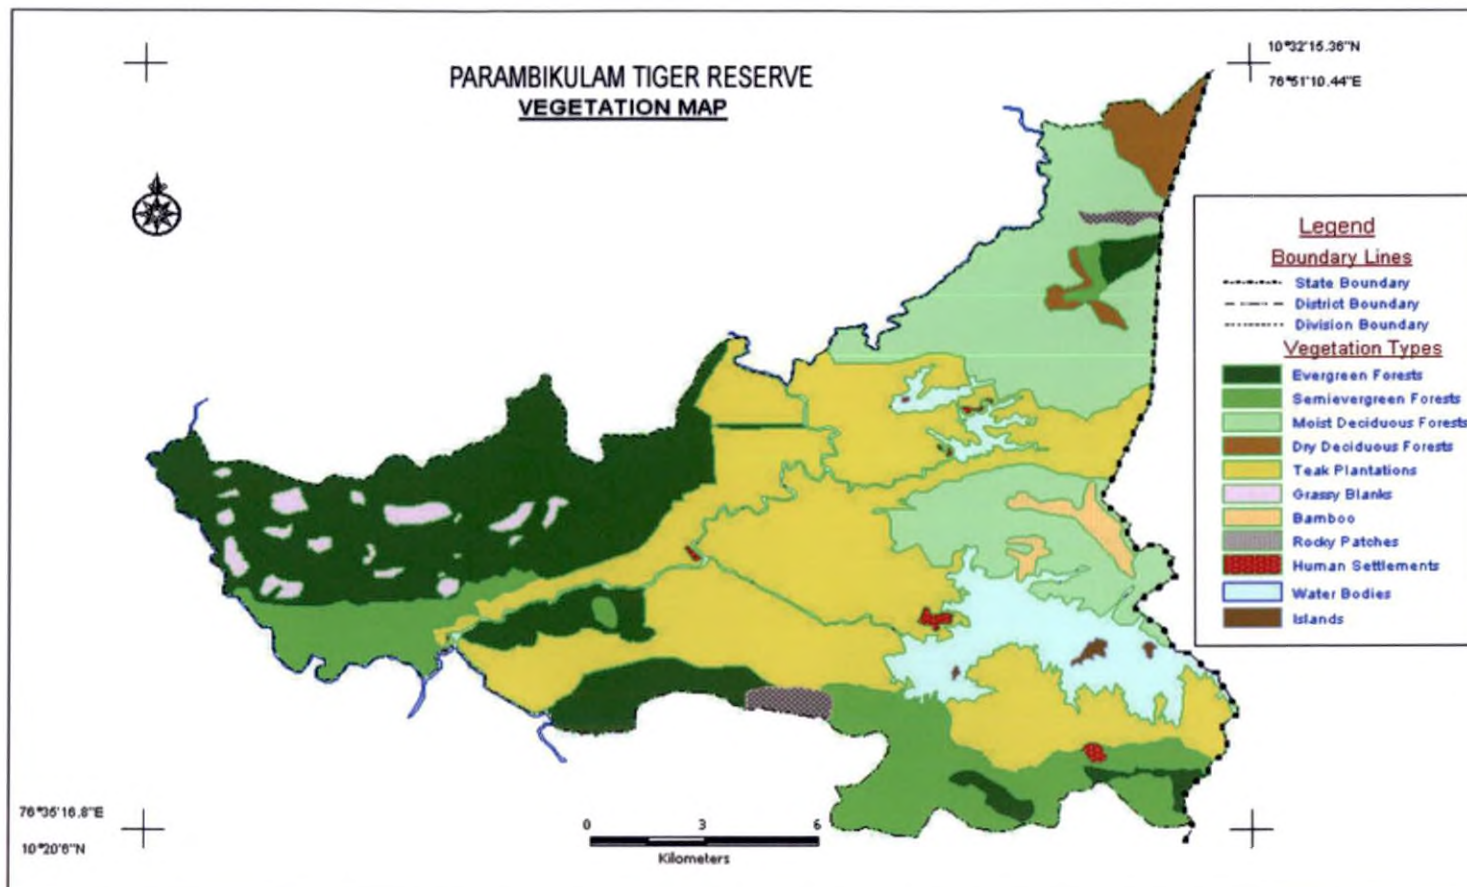 PARAMBIKULAM TIGER RESERVE
VEGETATION MAP
10°32'15.36"N
76°51'10.44"E
Legend
Boundary Lines
State Boundary
District Boundary
Division Boundary
Vegetation Types
Evergreen Forests
Semievergreen Forests
Moist Deciduous Forests
Dry Deciduous Forests
Teak Plantations
Grassy Blanks
Bamboo
Rocky Patches
Human Settlements
Water Bodies
Islands
76°35'16.8"E
10°20'6"N
0 3 6
Kilometers